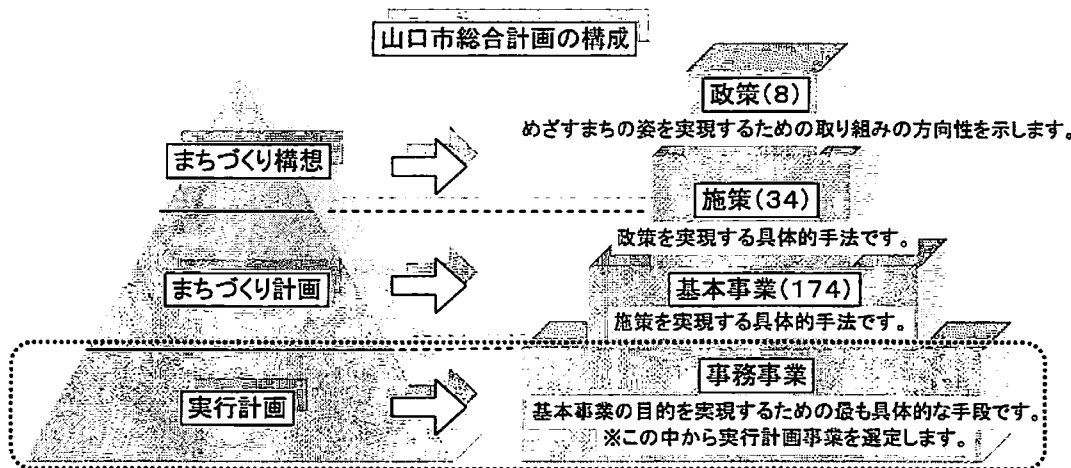 山口市総合計画の構成
政策(8)
めざすまちの姿を実現するための取り組みの方向性を示します。
まちづくり構想
施策(34)
政策を実現する具体的手法です。
まちづくり計画
基本事業(174)
施策を実現する具体的手法です。
事務事業
実行計画
基本事業の目的を実現するための最も具体的な手段です。
※この中から実行計画事業を選定します。